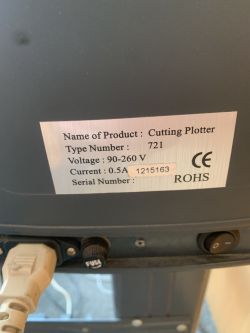 Name of Product : Cutting Plotter
Type Number : 721
Voltage : 90-260 V
Current : 0.5A
1215163
Serial Number :
CE
ROHS